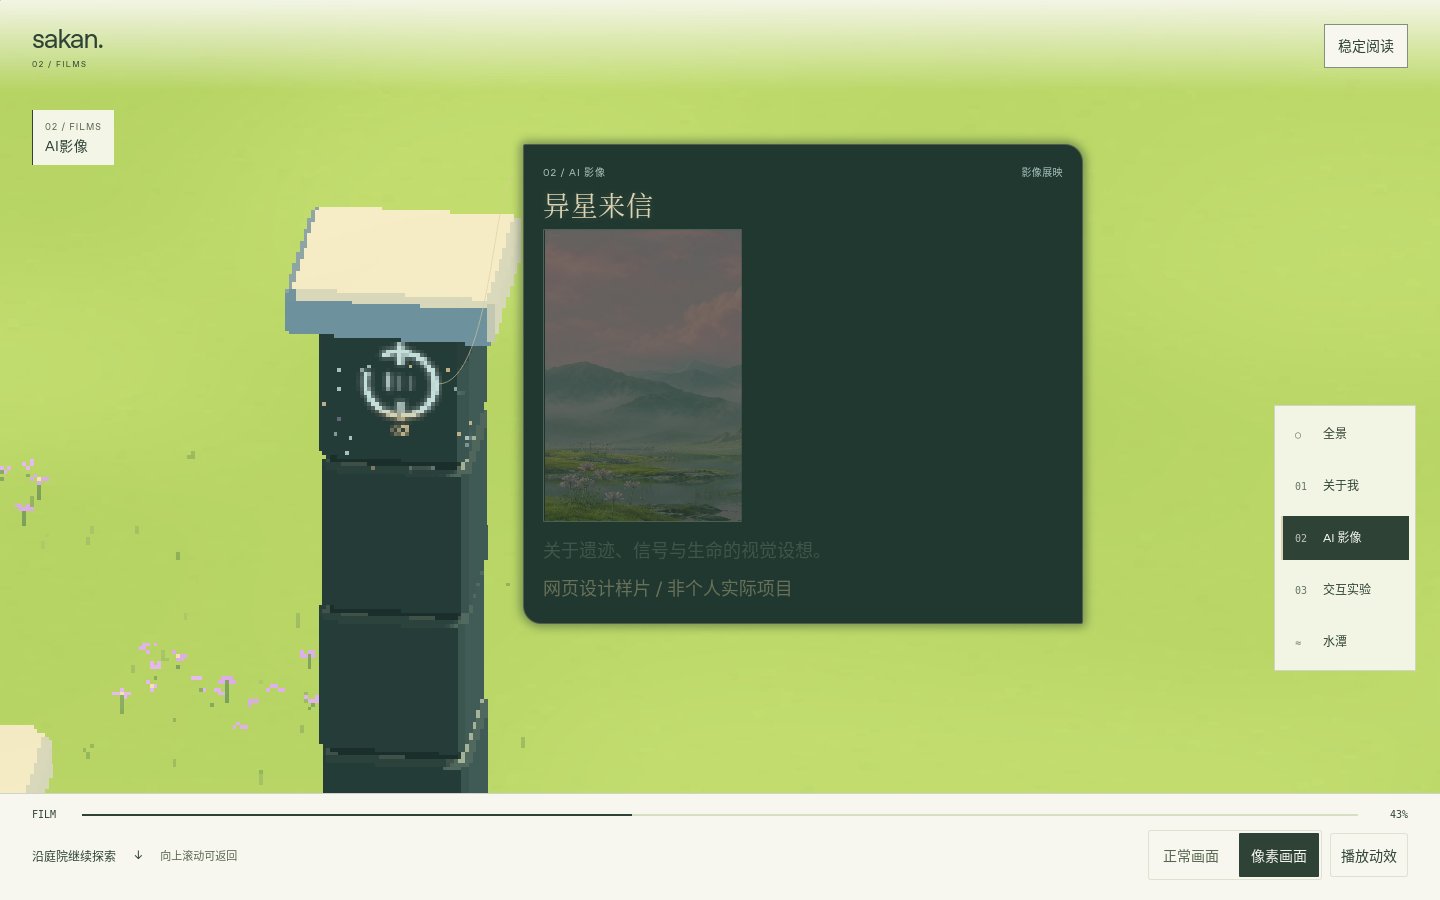 sakan.
02 / FILMS
稳定阅读
02 / FILMS
AI影像
02 / AI 影像
影像展映
异星来信
关于遗迹、信号与生命的视觉设想。
网页设计样片 / 非个人实际项目
○ 全景
01 关于我
02 AI 影像
03 交互实验
≈ 水潭
FILM
43%
沿庭院继续探索 ↓ 向上滚动可返回
正常画面
像素画面
播放动效